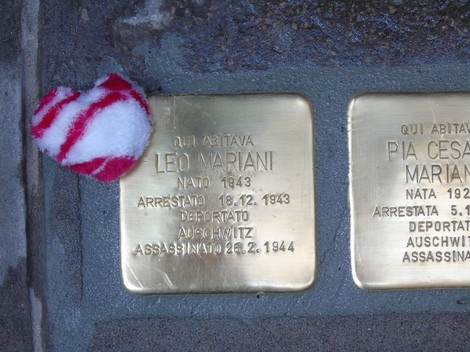 QUI ABITAVA
LEO MARIANI
NATO 1943
ARRESTATO 18.12. 1943
DEPORTATO
AUSCHWITZ
ASSASSINATO 26.2. 1944
QUI ABITAV
PIA CESA
MARIAN
NATA 192
ARRESTATA 5.1
DEPORTAT
AUSCHWIT
ASSASSINA